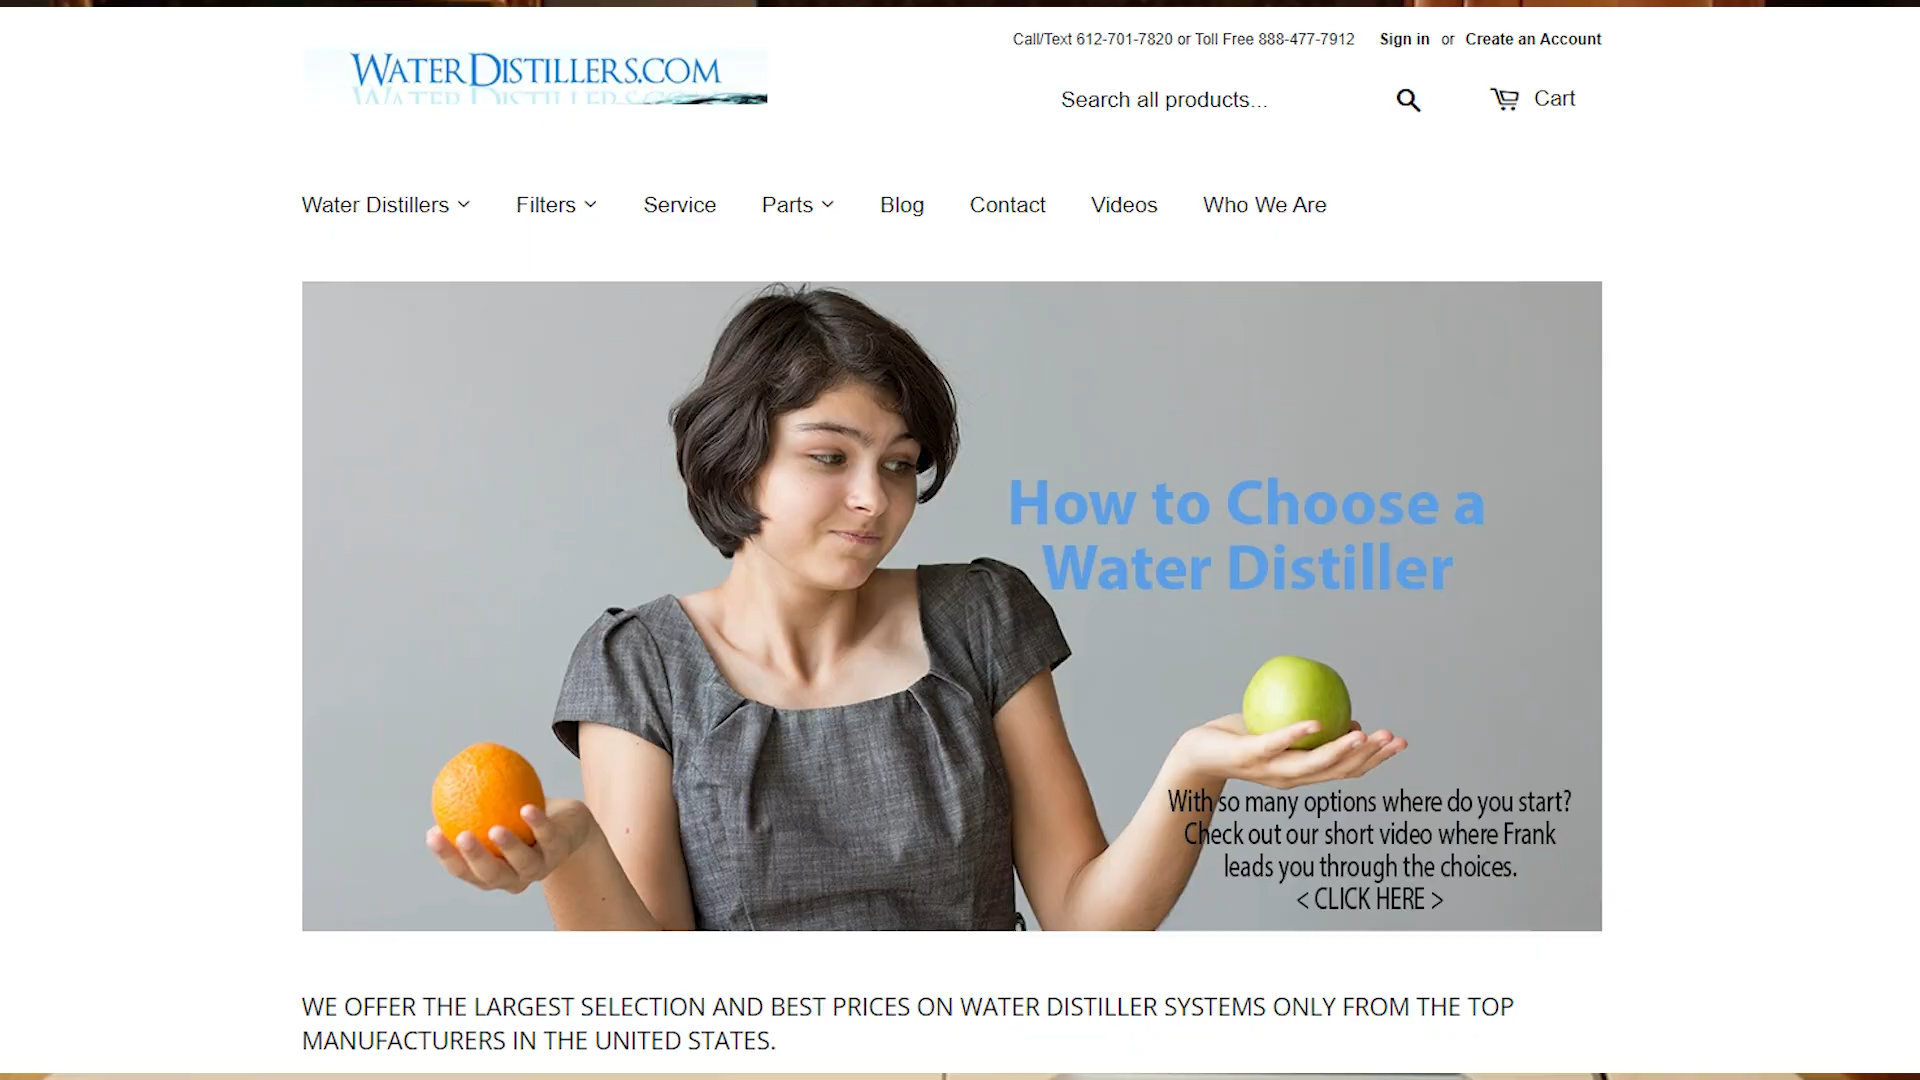 Call/Text 612-701-7820 or Toll Free 888-477-7912 Sign in or Create an Account
WATERDISTILLERS.COM
Search all products...
Cart
Water Distillers Filters Service Parts Blog Contact Videos Who We Are
How to Choose a
Water Distiller
With so many options where do you start?
Check out our short video where Frank
leads you through the choices.
< CLICK HERE >
WE OFFER THE LARGEST SELECTION AND BEST PRICES ON WATER DISTILLER SYSTEMS ONLY FROM THE TOP
MANUFACTURERS IN THE UNITED STATES.